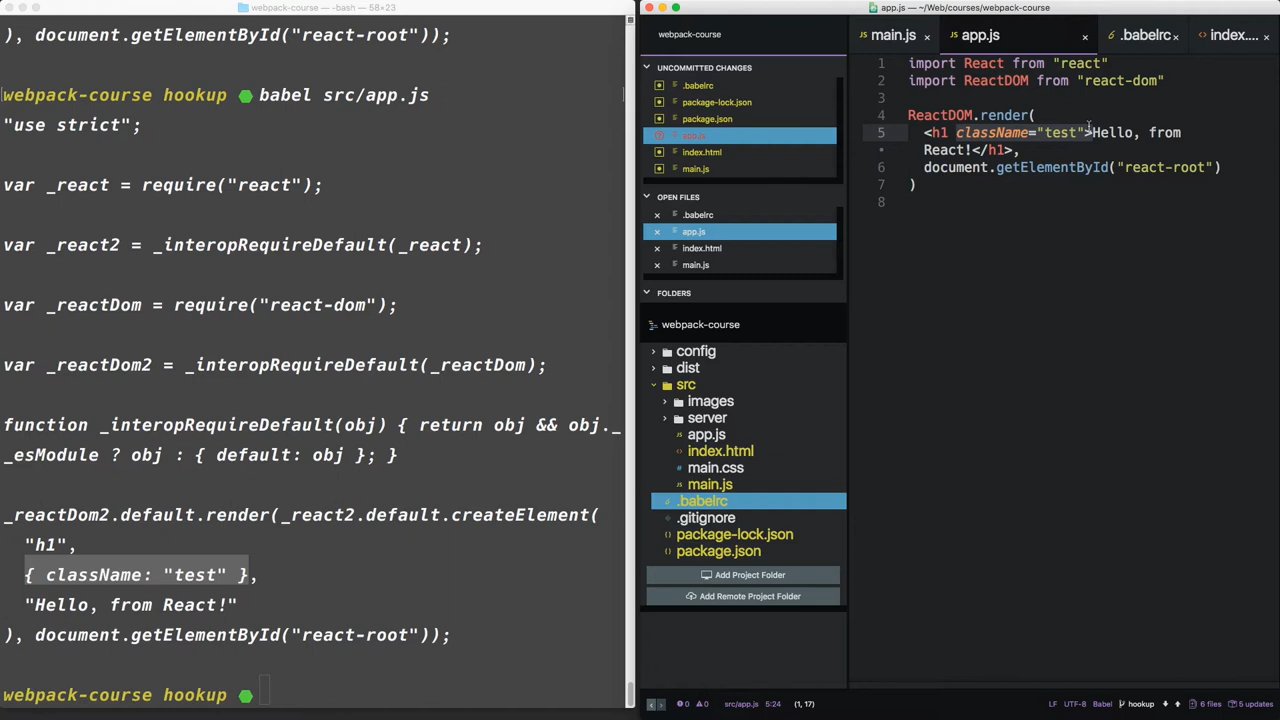 webpack-course — -bash — 58×23
), document.getElementById("react-root"));
webpack-course hookup babel src/app.js
"use strict";
var _react = require("react");
var _react2 = _interopRequireDefault(_react);
var _reactDom = require("react-dom");
var _reactDom2 = _interopRequireDefault(_reactDom);
function _interopRequireDefault(obj) { return obj && obj._
_esModule ? obj : { default: obj }; }
_reactDom2.default.render(_react2.default.createElement(
"h1",
{ className: "test" },
"Hello, from React!"
), document.getElementById("react-root"));
webpack-course hookup
app.js — ~/Web/courses/webpack-course
webpack-course
UNCOMMITTED CHANGES
.babelrc
package-lock.json
package.json
app.js
index.html
main.js
OPEN FILES
.babelrc
app.js
index.html
main.js
FOLDERS
webpack-course
config
dist
src
images
server
app.js
index.html
main.css
main.js
.babelrc
.gitignore
package-lock.json
package.json
Add Project Folder
Add Remote Project Folder
main.js × app.js × .babelrc × index.... ×
1 import React from "react"
2 import ReactDOM from "react-dom"
3
4 ReactDOM.render(
5 <h1 className="test">Hello, from
• React!</h1>,
6 document.getElementById("react-root")
7 )
8
0 0 src/app.js 5:24 (1, 17) LF UTF-8 Babel hookup 6 files 5 updates